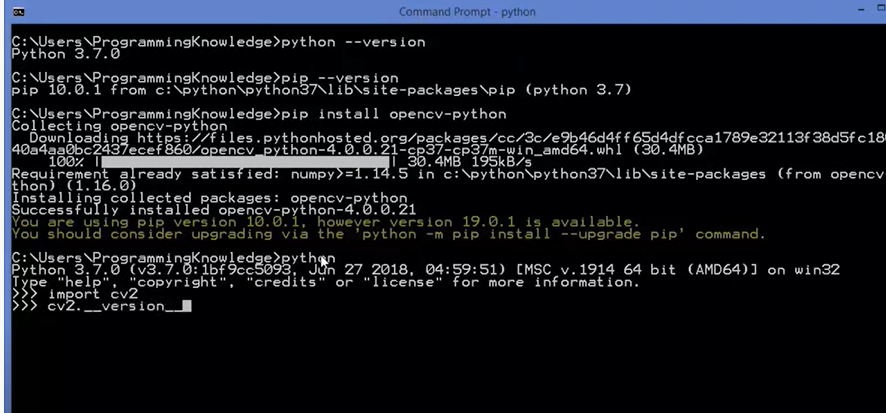 Command Prompt - python
C:\Users\ProgrammingKnowledge>python --version
Python 3.7.0
C:\Users\ProgrammingKnowledge>pip --version
pip 10.0.1 from c:\python\python37\lib\site-packages\pip (python 3.7)
C:\Users\ProgrammingKnowledge>pip install opencv-python
Collecting opencv-python
Downloading https://files.pythonhosted.org/packages/cc/3c/e9b46d4ff65d4dfcca1789e32113f38d5fc180
40a4aa0bc2437ecef860/opencv_python-4.0.0.21-cp37-cp37m-win_amd64.whl (30.4MB)
100% |████████████████████████████████| 30.4MB 195kB/s
Requirement already satisfied: numpy>=1.14.5 in c:\python\python37\lib\site-packages (from opencv
thon) (1.16.0)
Installing collected packages: opencv-python
Successfully installed opencv-python-4.0.0.21
You are using pip version 10.0.1, however version 19.0.1 is available.
You should consider upgrading via the 'python -m pip install --upgrade pip' command.
C:\Users\ProgrammingKnowledge>python
Python 3.7.0 (v3.7.0:1bf9cc5093, Jun 27 2018, 04:59:51) [MSC v.1914 64 bit (AMD64)] on win32
Type "help", "copyright", "credits" or "license" for more information.
>>> import cv2
>>> cv2.__version__